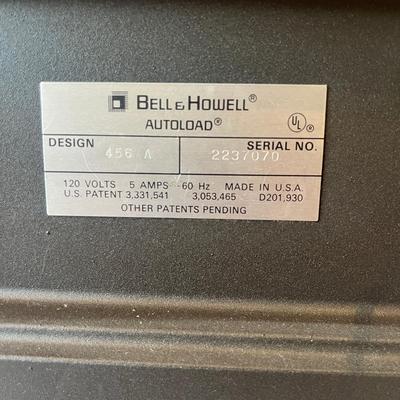 BELL & HOWELL®
AUTOLOAD®
UL®
DESIGN 456 A SERIAL NO. 2237070
120 VOLTS 5 AMPS 60 Hz MADE IN U.S.A.
U.S. PATENT 3,331,541 3,053,465 D201,930
OTHER PATENTS PENDING